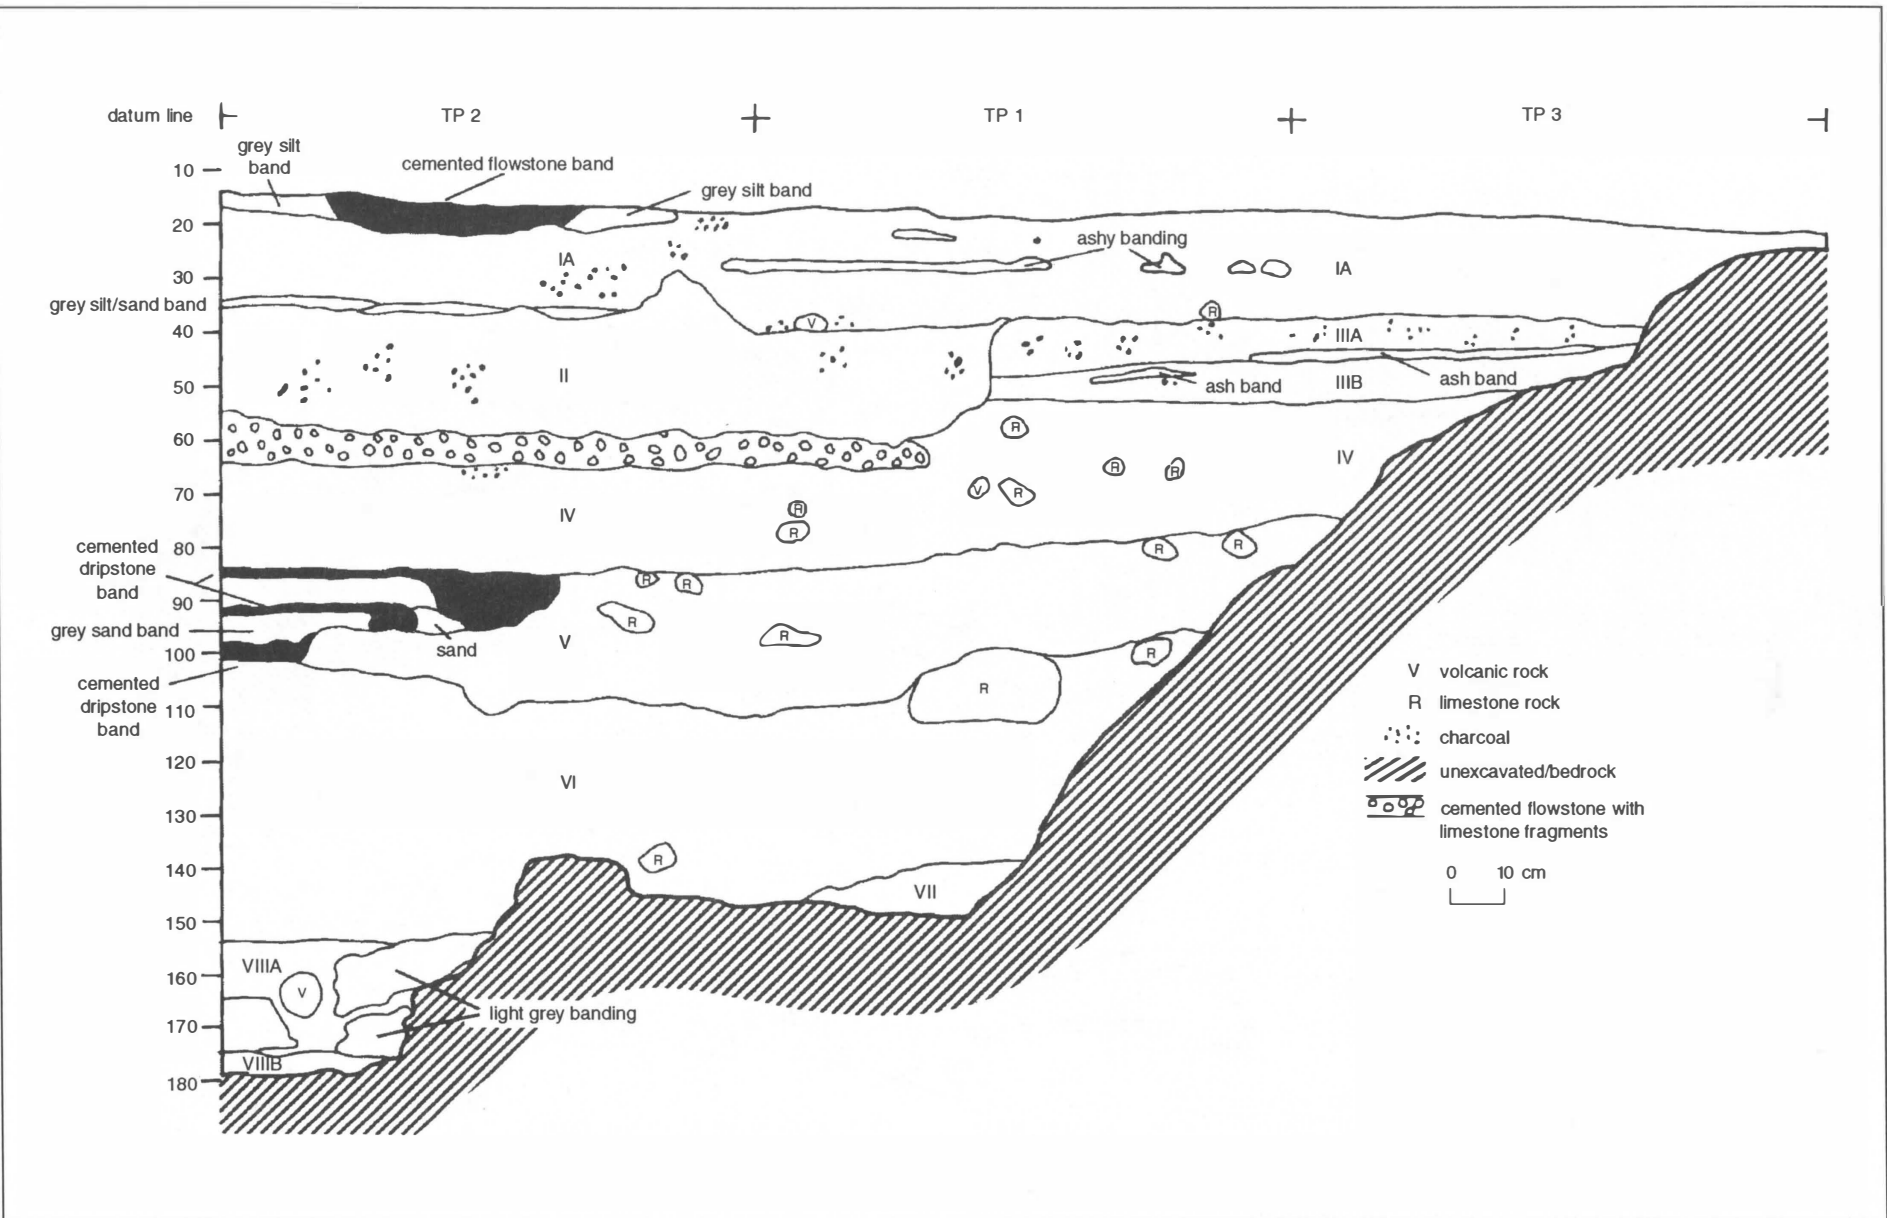 datum line
TP 2
TP 1
TP 3
grey silt
band
cemented flowstone band
grey silt band
10
20
30
40
50
60
70
80
90
100
110
120
130
140
150
160
170
180
IA
ashy banding
IA
grey silt/sand band
V
R
IIIA
II
ash band
IIIB
ash band
R
IV
R
R
V
R
IV
R
R
cemented
dripstone
band
R
R
R
R
grey sand band
R
R
V
sand
R
cemented
dripstone
band
R
V volcanic rock
R limestone rock
charcoal
unexcavated/bedrock
cemented flowstone with
limestone fragments
0 10 cm
VI
R
VII
VIIIA
V
light grey banding
VIIIB